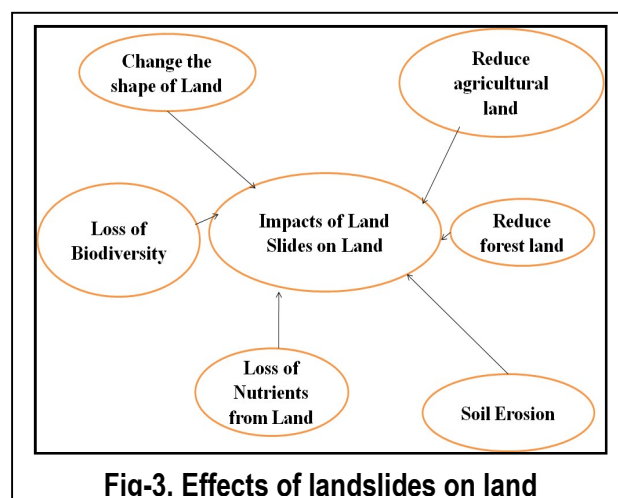 Change the
shape of Land
Reduce
agricultural
land
Loss of
Biodiversity
Impacts of Land
Slides on Land
Reduce
forest land
Loss of
Nutrients
from Land
Soil Erosion
Fig-3. Effects of landslides on land